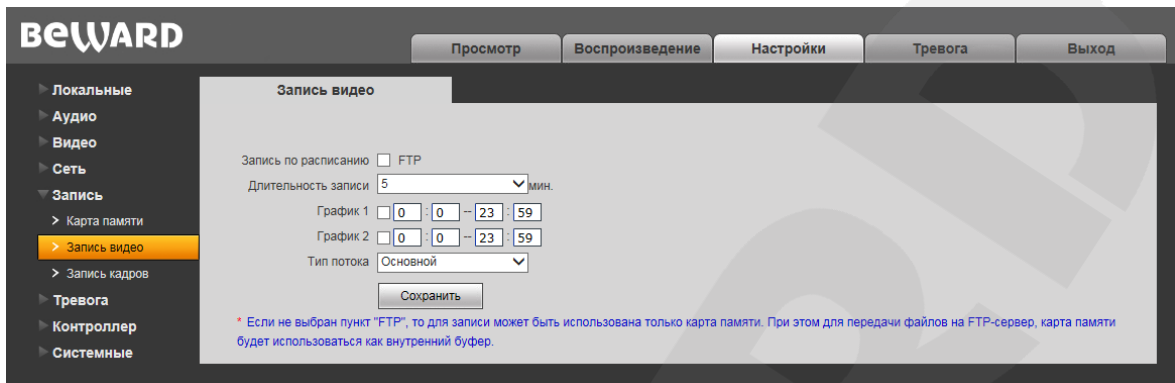 BEWARD
Просмотр Воспроизведение Настройки Тревога Выход
Локальные
Аудио
Видео
Сеть
Запись
> Карта памяти
> Запись видео
> Запись кадров
Тревога
Контроллер
Системные
Запись видео
Запись по расписанию FTP
Длительность записи 5 мин.
График 1 0 : 0 -- 23 : 59
График 2 0 : 0 -- 23 : 59
Тип потока Основной
Сохранить
* Если не выбран пункт "FTP", то для записи может быть использована только карта памяти. При этом для передачи файлов на FTP-сервер, карта памяти
будет использоваться как внутренний буфер.